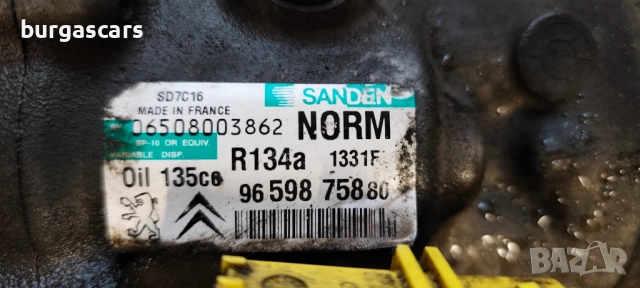 burgascars
SD7C16
MADE IN FRANCE
SANDEN
06508003862 NORM
SP-10 OR EQUIV.
VARIABLE DISP.
R134a 1331F
Oil 135cc
96 598 758 80
BAZAR